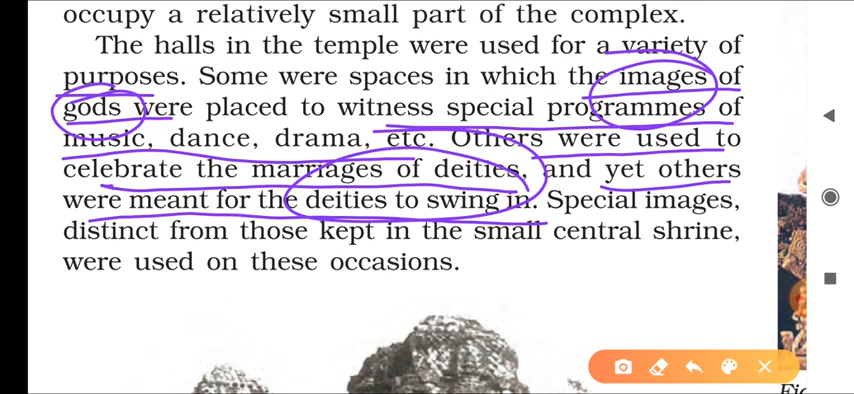 occupy a relatively small part of the complex.
The halls in the temple were used for a variety of
purposes. Some were spaces in which the images of
gods were placed to witness special programmes of
music, dance, drama, etc. Others were used to
celebrate the marriages of deities, and yet others
were meant for the deities to swing in. Special images,
distinct from those kept in the small central shrine,
were used on these occasions.